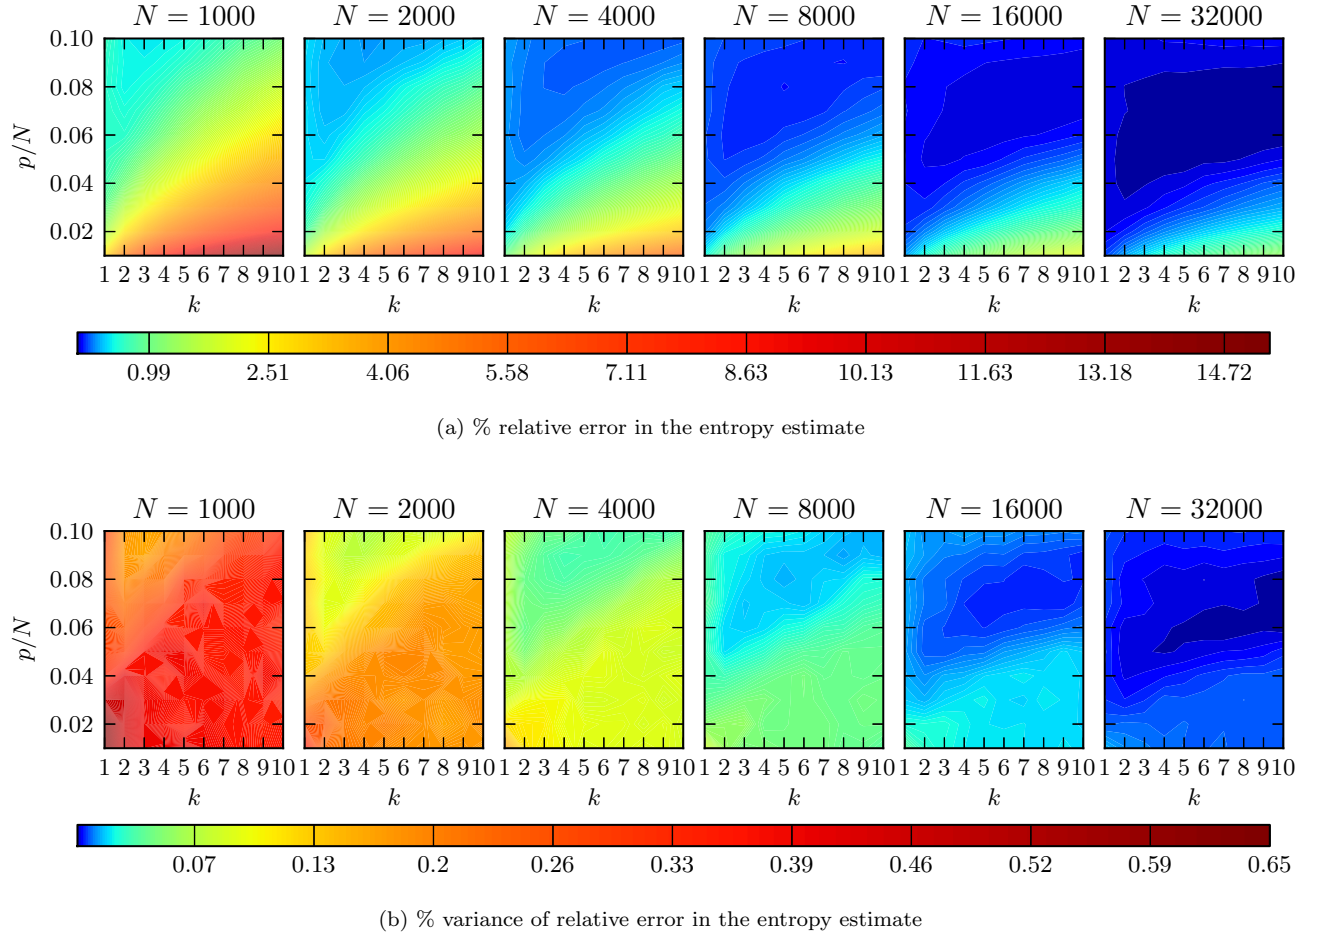 N = 1000 N = 2000 N = 4000 N = 8000 N = 16000 N = 32000
0.10
0.08
0.06
0.04
0.02
p/N
1 2 3 4 5 6 7 8 9 10 1 2 3 4 5 6 7 8 9 10 1 2 3 4 5 6 7 8 9 10 1 2 3 4 5 6 7 8 9 10 1 2 3 4 5 6 7 8 9 10 1 2 3 4 5 6 7 8 9 10
k k k k k k
0.99 2.51 4.06 5.58 7.11 8.63 10.13 11.63 13.18 14.72
(a) % relative error in the entropy estimate
N = 1000 N = 2000 N = 4000 N = 8000 N = 16000 N = 32000
0.10
0.08
0.06
0.04
0.02
p/N
1 2 3 4 5 6 7 8 9 10 1 2 3 4 5 6 7 8 9 10 1 2 3 4 5 6 7 8 9 10 1 2 3 4 5 6 7 8 9 10 1 2 3 4 5 6 7 8 9 10 1 2 3 4 5 6 7 8 9 10
k k k k k k
0.07 0.13 0.2 0.26 0.33 0.39 0.46 0.52 0.59 0.65
(b) % variance of relative error in the entropy estimate